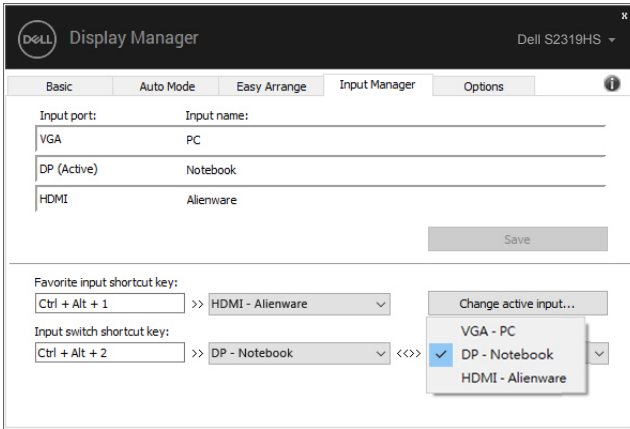 x
DELL Display Manager Dell S2319HS
Basic Auto Mode Easy Arrange Input Manager Options i
Input port: Input name:
VGA PC
DP (Active) Notebook
HDMI Alienware
Save
Favorite input shortcut key:
Ctrl + Alt + 1 >> HDMI - Alienware Change active input...
Input switch shortcut key:
Ctrl + Alt + 2 >> DP - Notebook <<>>
VGA - PC
DP - Notebook
HDMI - Alienware